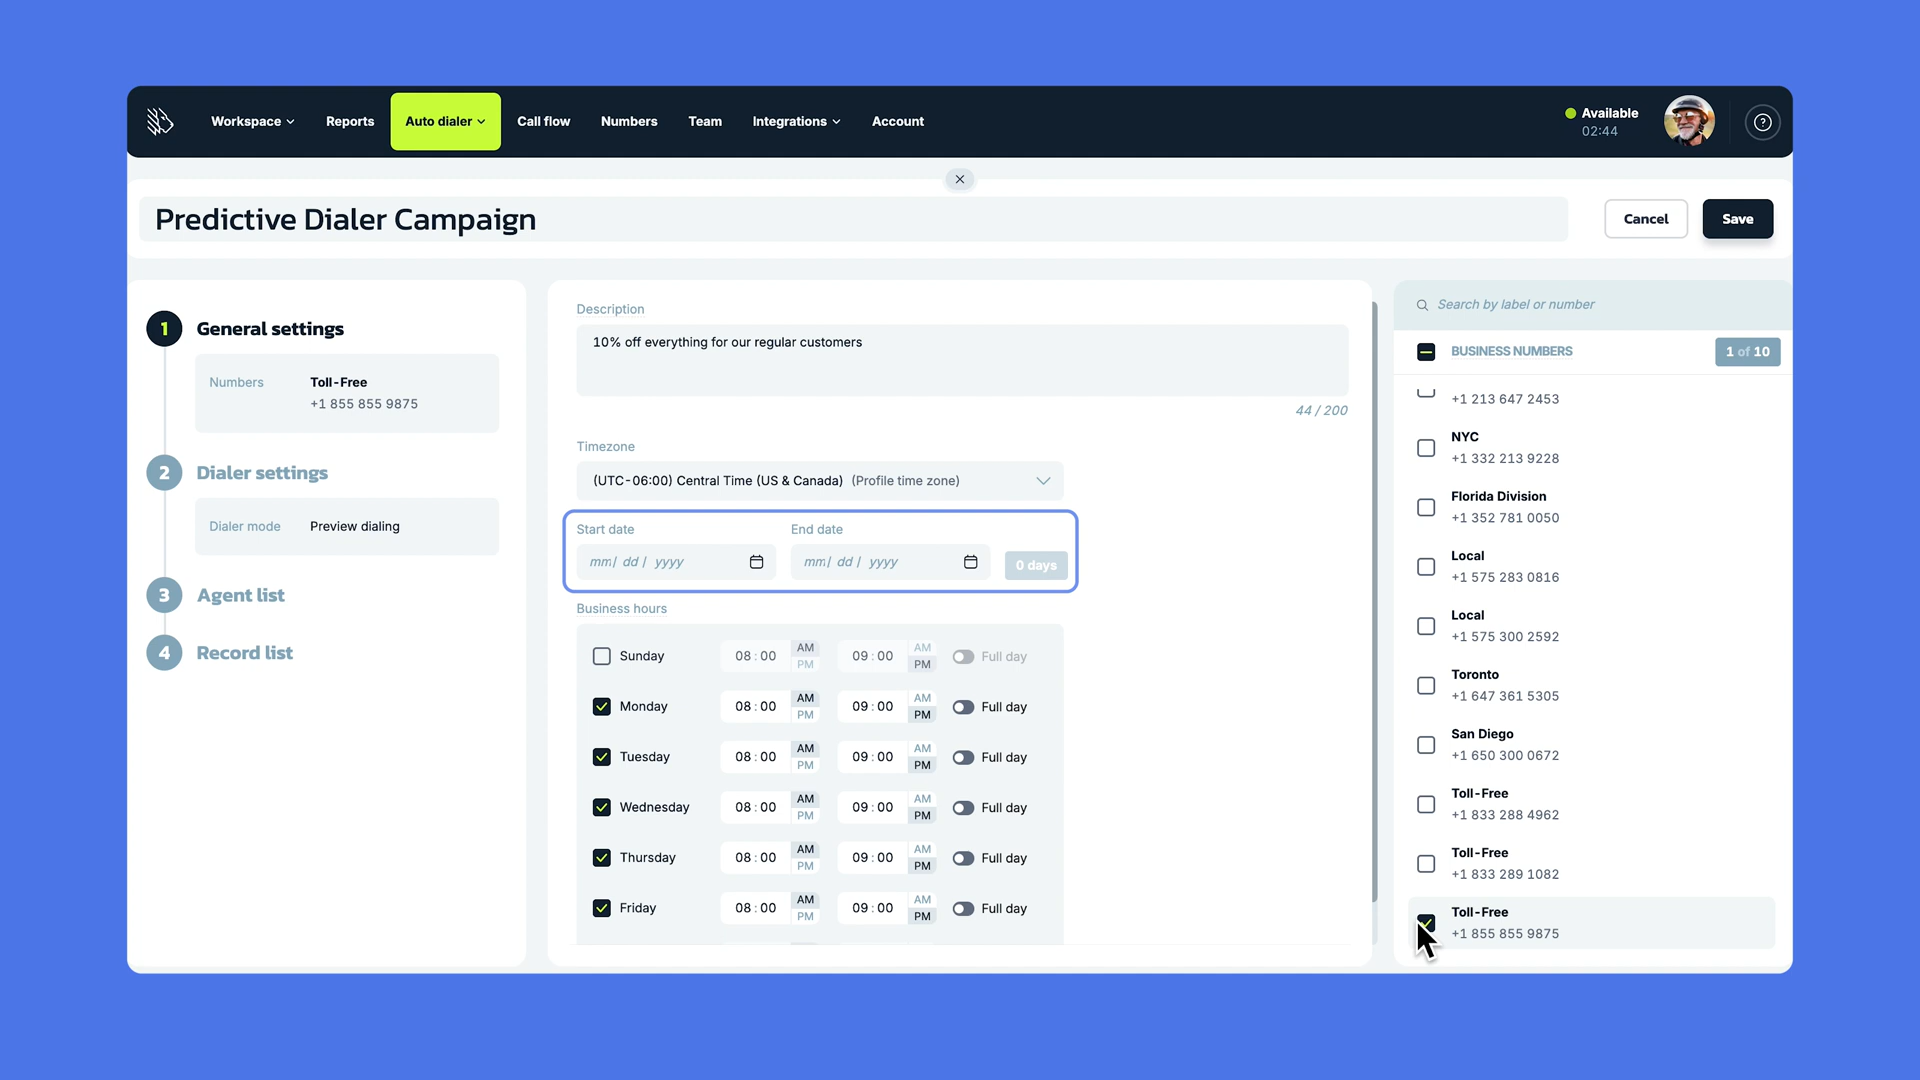 Workspace Reports Auto dialer Call flow Numbers Team Integrations Account
Available
02:44
Predictive Dialer Campaign
Cancel
Save
1 General settings
Numbers Toll-Free
+1 855 855 9875
2 Dialer settings
Dialer mode Preview dialing
3 Agent list
4 Record list
Description
10% off everything for our regular customers
44 / 200
Timezone
(UTC-06:00) Central Time (US & Canada) (Profile time zone)
Start date End date
mm/ dd / yyyy mm/ dd / yyyy 0 days
Business hours
Sunday 08:00 AM PM 09:00 AM PM Full day
Monday 08:00 AM PM 09:00 AM PM Full day
Tuesday 08:00 AM PM 09:00 AM PM Full day
Wednesday 08:00 AM PM 09:00 AM PM Full day
Thursday 08:00 AM PM 09:00 AM PM Full day
Friday 08:00 AM PM 09:00 AM PM Full day
Search by label or number
BUSINESS NUMBERS 1 of 10
+1 213 647 2453
NYC
+1 332 213 9228
Florida Division
+1 352 781 0050
Local
+1 575 283 0816
Local
+1 575 300 2592
Toronto
+1 647 361 5305
San Diego
+1 650 300 0672
Toll-Free
+1 833 288 4962
Toll-Free
+1 833 289 1082
Toll-Free
+1 855 855 9875